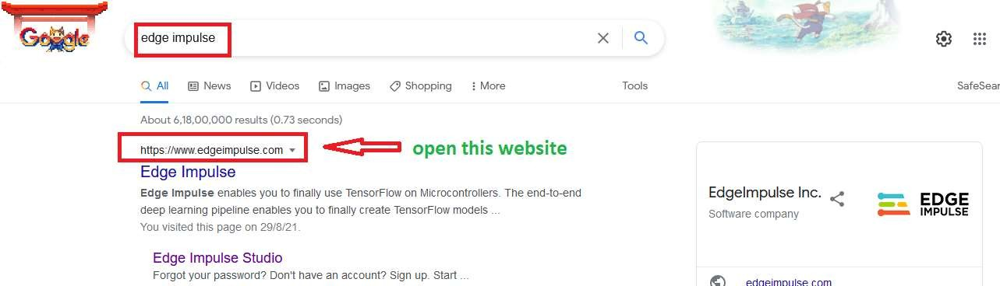 Google
edge impulse
All News Videos Images Shopping More Tools SafeSear
About 6,18,00,000 results (0.73 seconds)
https://www.edgeimpulse.com
open this website
Edge Impulse
Edge Impulse enables you to finally use TensorFlow on Microcontrollers. The end-to-end
deep learning pipeline enables you to finally create TensorFlow models ...
You visited this page on 29/8/21.
Edge Impulse Studio
Forgot your password? Don't have an account? Sign up. Start ...
EdgeImpulse Inc.
Software company
EDGE
IMPULSE
edgeimpulse.com